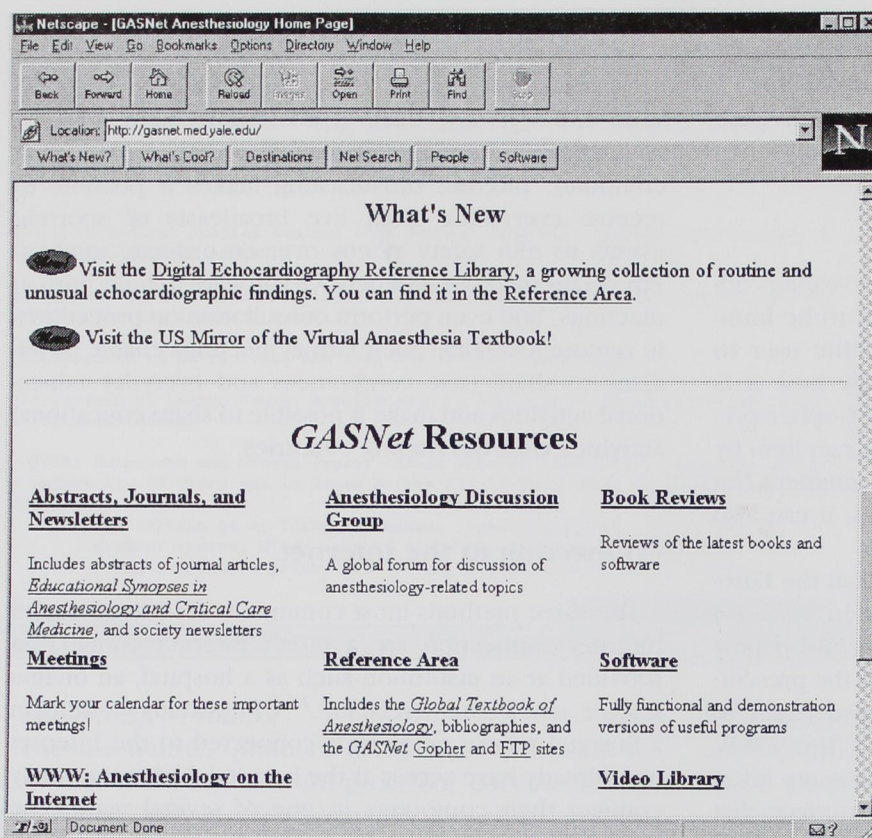 Netscape - [GASNet Anesthesiology Home Page]
File Edit View Go Bookmarks Options Directory Window Help
Back Forward Home Reload Images Open Print Find Stop
Location: http://gasnet.med.yale.edu/
What's New? What's Cool? Destinations Net Search People Software
N
What's New
Visit the Digital Echocardiography Reference Library, a growing collection of routine and
unusual echocardiographic findings. You can find it in the Reference Area.
Visit the US Mirror of the Virtual Anaesthesia Textbook!
GASNet Resources
Abstracts, Journals, and
Newsletters
Includes abstracts of journal articles,
Educational Synopses in
Anesthesiology and Critical Care
Medicine, and society newsletters
Anesthesiology Discussion
Group
A global forum for discussion of
anesthesiology-related topics
Book Reviews
Reviews of the latest books and
software
Meetings
Mark your calendar for these important
meetings!
Reference Area
Includes the Global Textbook of
Anesthesiology, bibliographies, and
the GASNet Gopher and FTP sites
Software
Fully functional and demonstration
versions of useful programs
WWW: Anesthesiology on the
Internet
Video Library
Document: Done